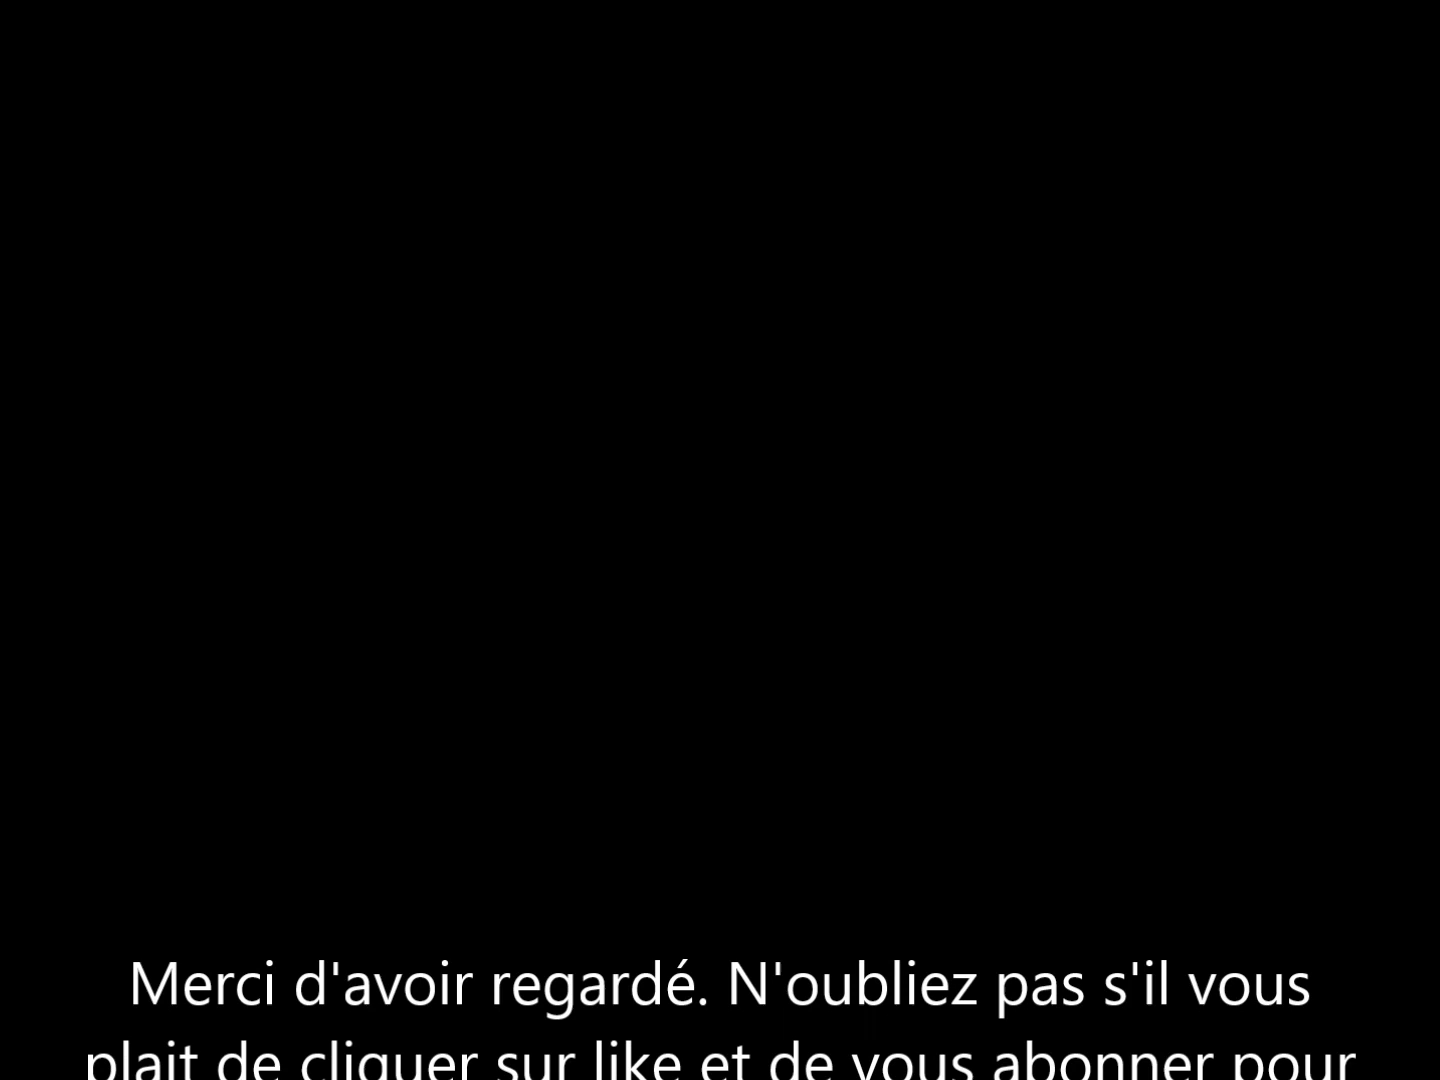 Merci d'avoir regardé. N'oubliez pas s'il vous
plait de cliquer sur like et de vous abonner pour